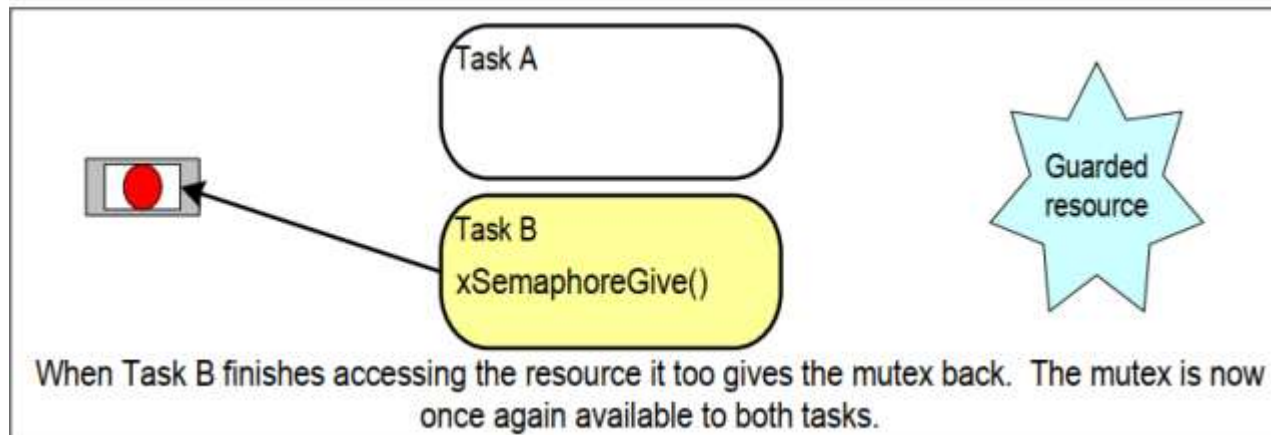 Task A
Guarded
resource
Task B
xSemaphoreGive()
When Task B finishes accessing the resource it too gives the mutex back.  The mutex is now
once again available to both tasks.